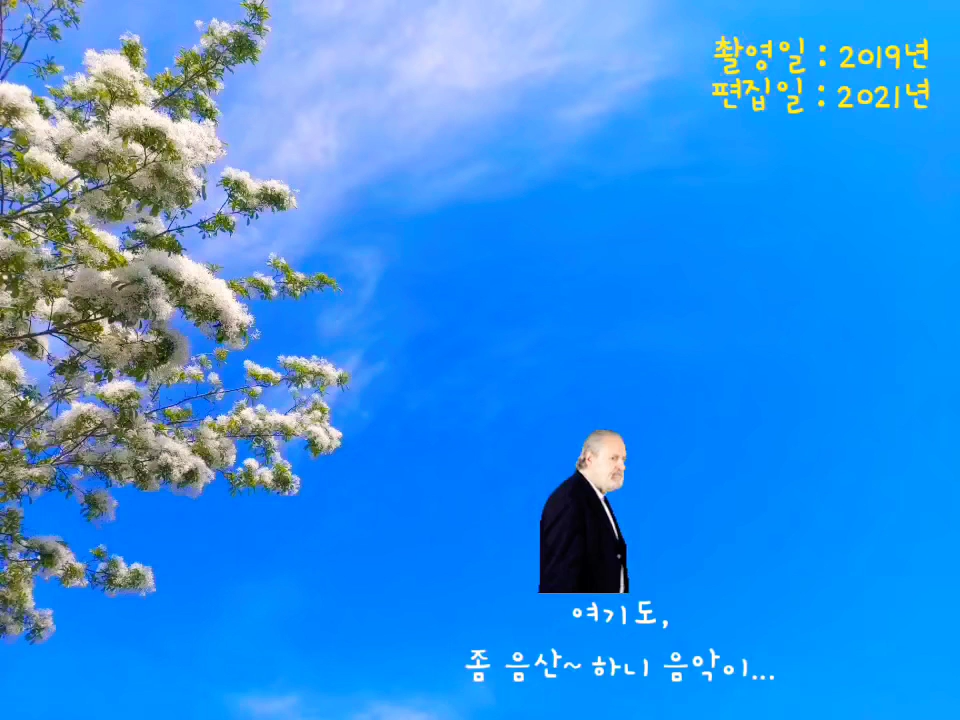 촬영일 : 2019년
편집일 : 2021년
여기도,
좀 음산~ 하니 음악이...